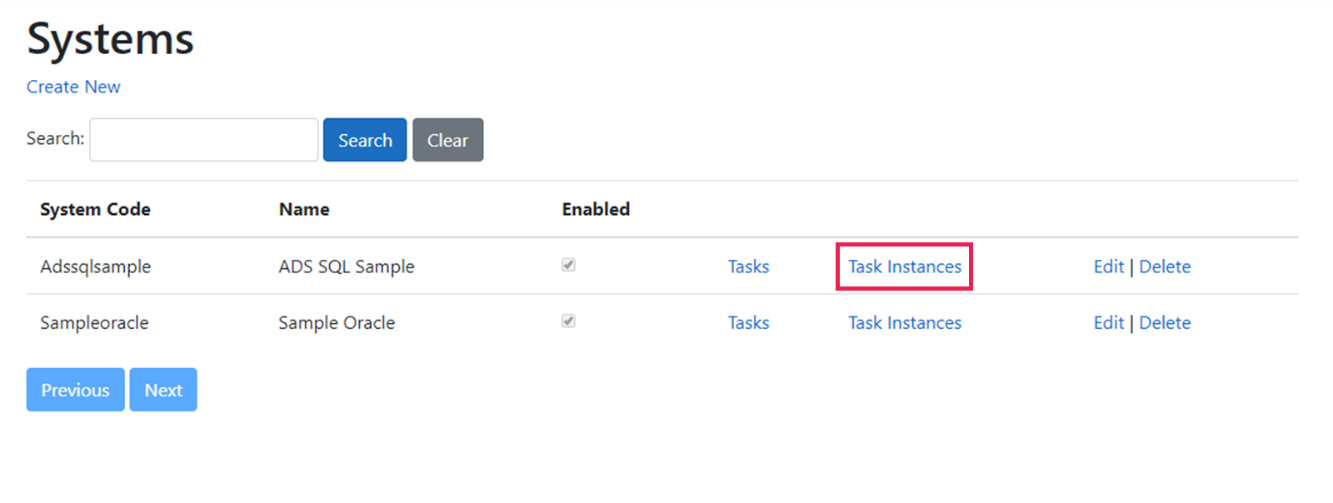 Systems
Create New
Search: Search Clear
System Code Name Enabled
Adssqlsample ADS SQL Sample Tasks Task Instances Edit | Delete
Sampleoracle Sample Oracle Tasks Task Instances Edit | Delete
Previous Next